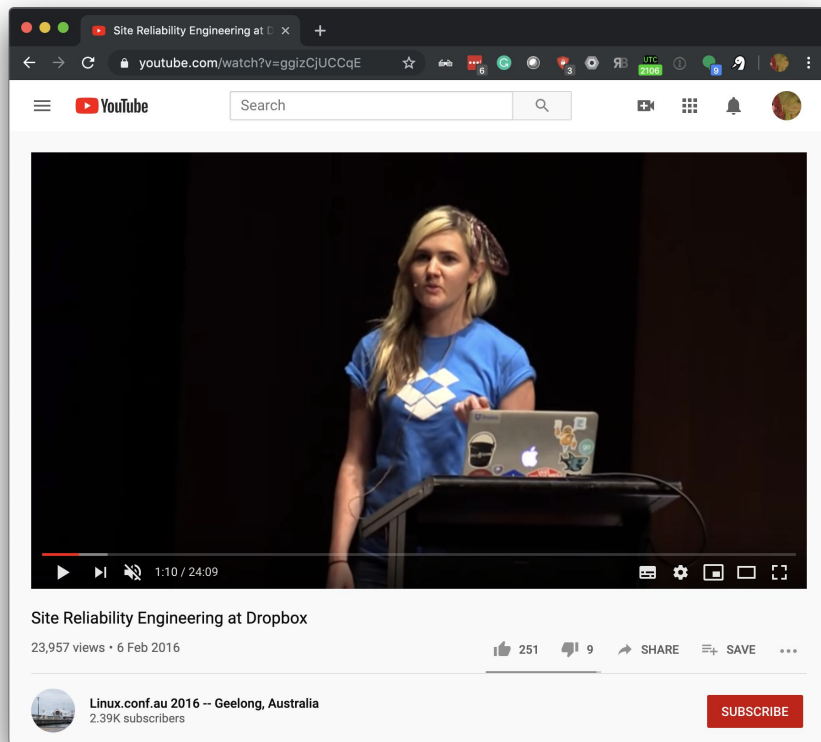 Site Reliability Engineering at D
youtube.com/watch?v=ggizCjUCCqE
6
3
ЯB
UTC
2106
9
YouTube
Search
1:10 / 24:09
Site Reliability Engineering at Dropbox
23,957 views • 6 Feb 2016
251
9
SHARE
SAVE
Linux.conf.au 2016 -- Geelong, Australia
2.39K subscribers
SUBSCRIBE